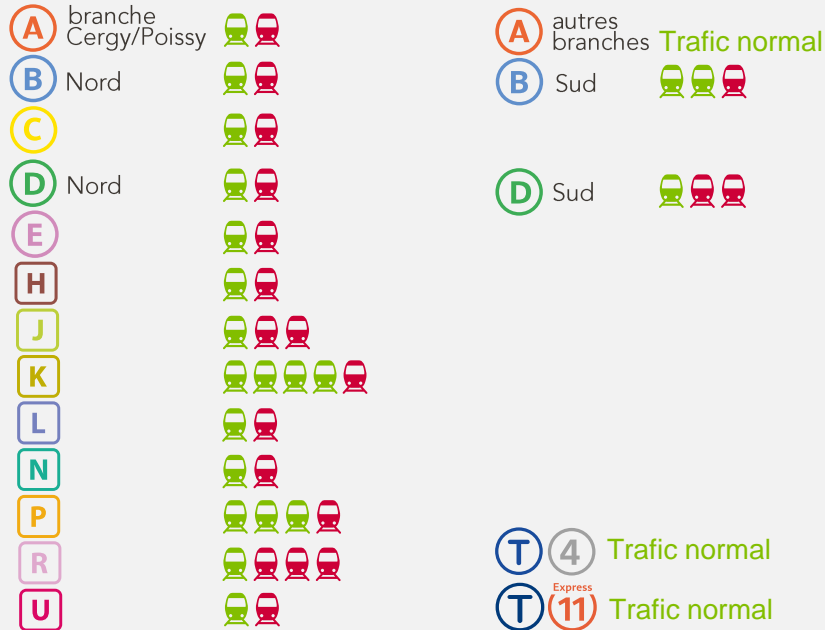 A branche
Cergy/Poissy
A autres
branches Trafic normal
B Nord
B Sud
C
D Nord
D Sud
E
H
J
K
L
N
P
R
U
T 4 Trafic normal
Express
T 11 Trafic normal